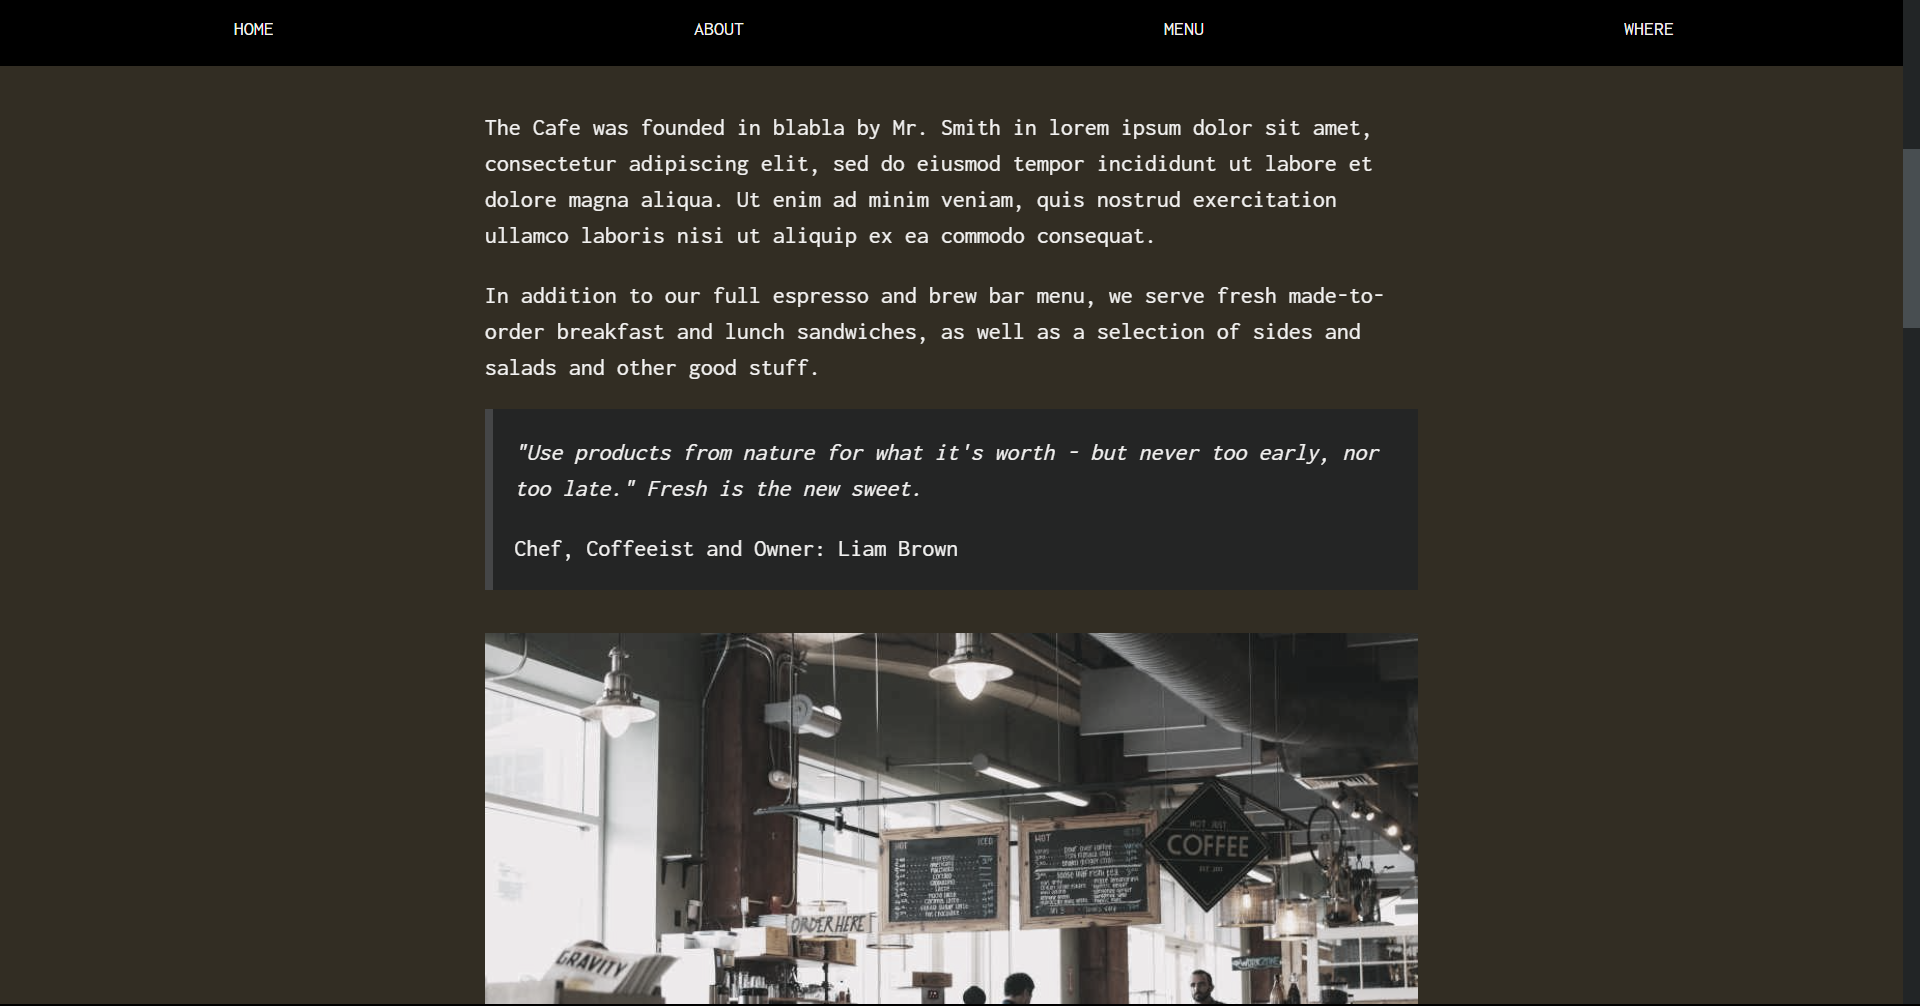 HOME ABOUT MENU WHERE
The Cafe was founded in blabla by Mr. Smith in lorem ipsum dolor sit amet,
consectetur adipiscing elit, sed do eiusmod tempor incididunt ut labore et
dolore magna aliqua. Ut enim ad minim veniam, quis nostrud exercitation
ullamco laboris nisi ut aliquip ex ea commodo consequat.
In addition to our full espresso and brew bar menu, we serve fresh made-to-
order breakfast and lunch sandwiches, as well as a selection of sides and
salads and other good stuff.
"Use products from nature for what it's worth - but never too early, nor
too late." Fresh is the new sweet.
Chef, Coffeeist and Owner: Liam Brown
HOT ICED
HOT ICED
COFFEE
ORDER HERE
GRAVITY